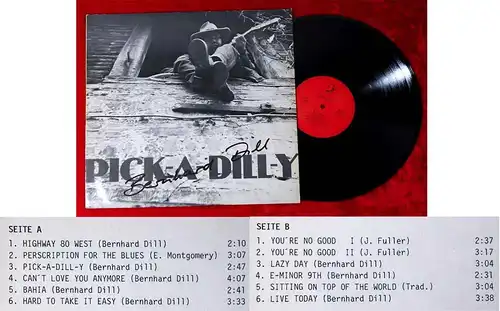 PICK-A-DILL-Y
Bernhard Dill
SEITE A
1. HIGHWAY 80 WEST (Bernhard Dill) 2:10
2. PERSCRIPTION FOR THE BLUES (E. Montgomery) 3:07
3. PICK-A-DILL-Y (Bernhard Dill) 2:47
4. CAN'T LOVE YOU ANYMORE (Bernhard Dill) 4:07
5. BAHIA (Bernhard Dill) 2:41
6. HARD TO TAKE IT EASY (Bernhard Dill) 3:33
SEITE B
1. YOU'RE NO GOOD I (J. Fuller) 2:37
2. YOU'RE NO GOOD II (J. Fuller) 3:17
3. LAZY DAY (Bernhard Dill) 3:04
4. E-MINOR 9TH (Bernhard Dill) 2:31
5. SITTING ON TOP OF THE WORLD (Trad.) 3:04
6. LIVE TODAY (Bernhard Dill) 3:38